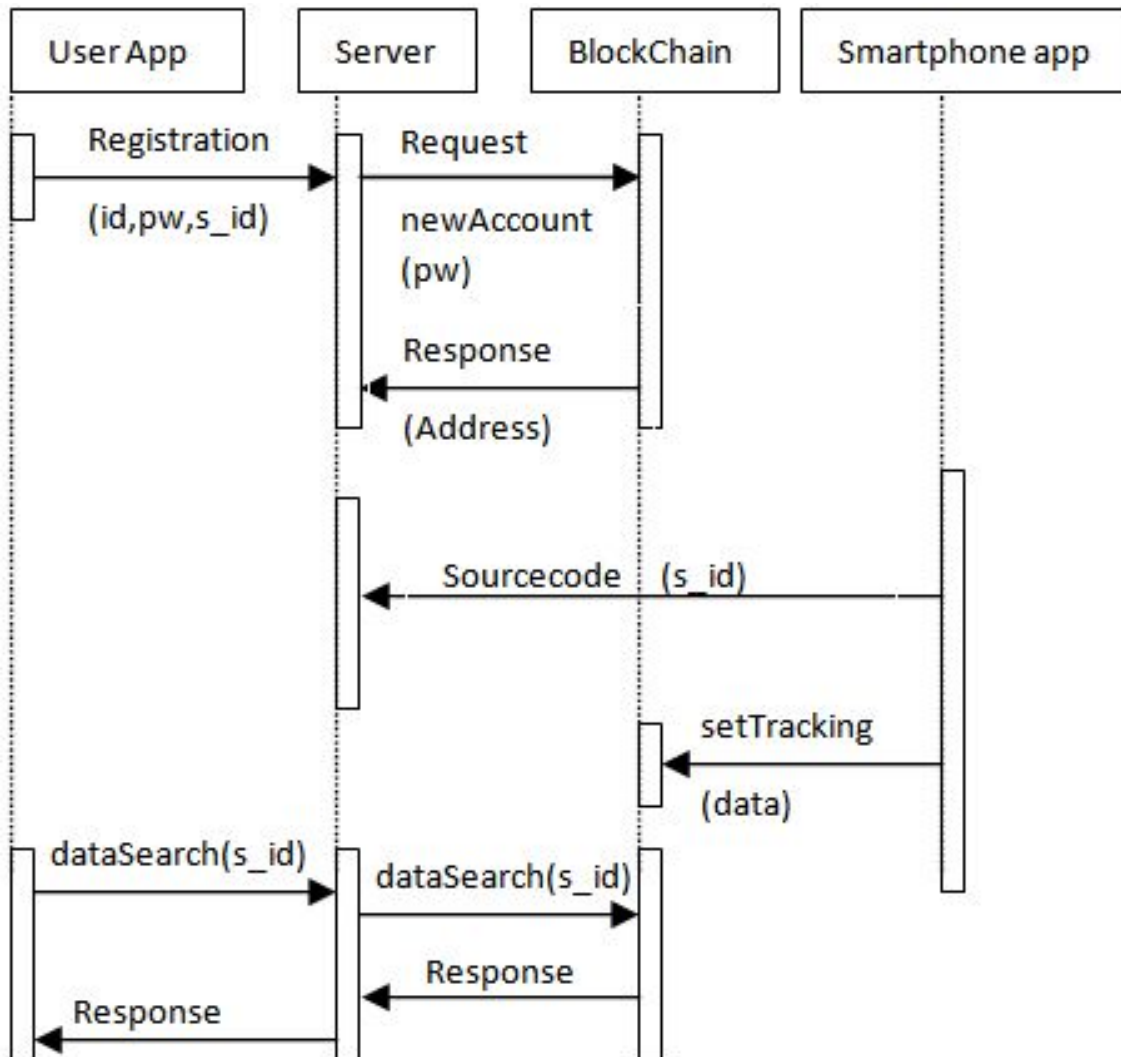 User App
Server
BlockChain
Smartphone app
Registration
(id,pw,s_id)
Request
newAccount
(pw)
Response
(Address)
Sourcecode (s_id)
setTracking
(data)
dataSearch(s_id)
dataSearch(s_id)
Response
Response